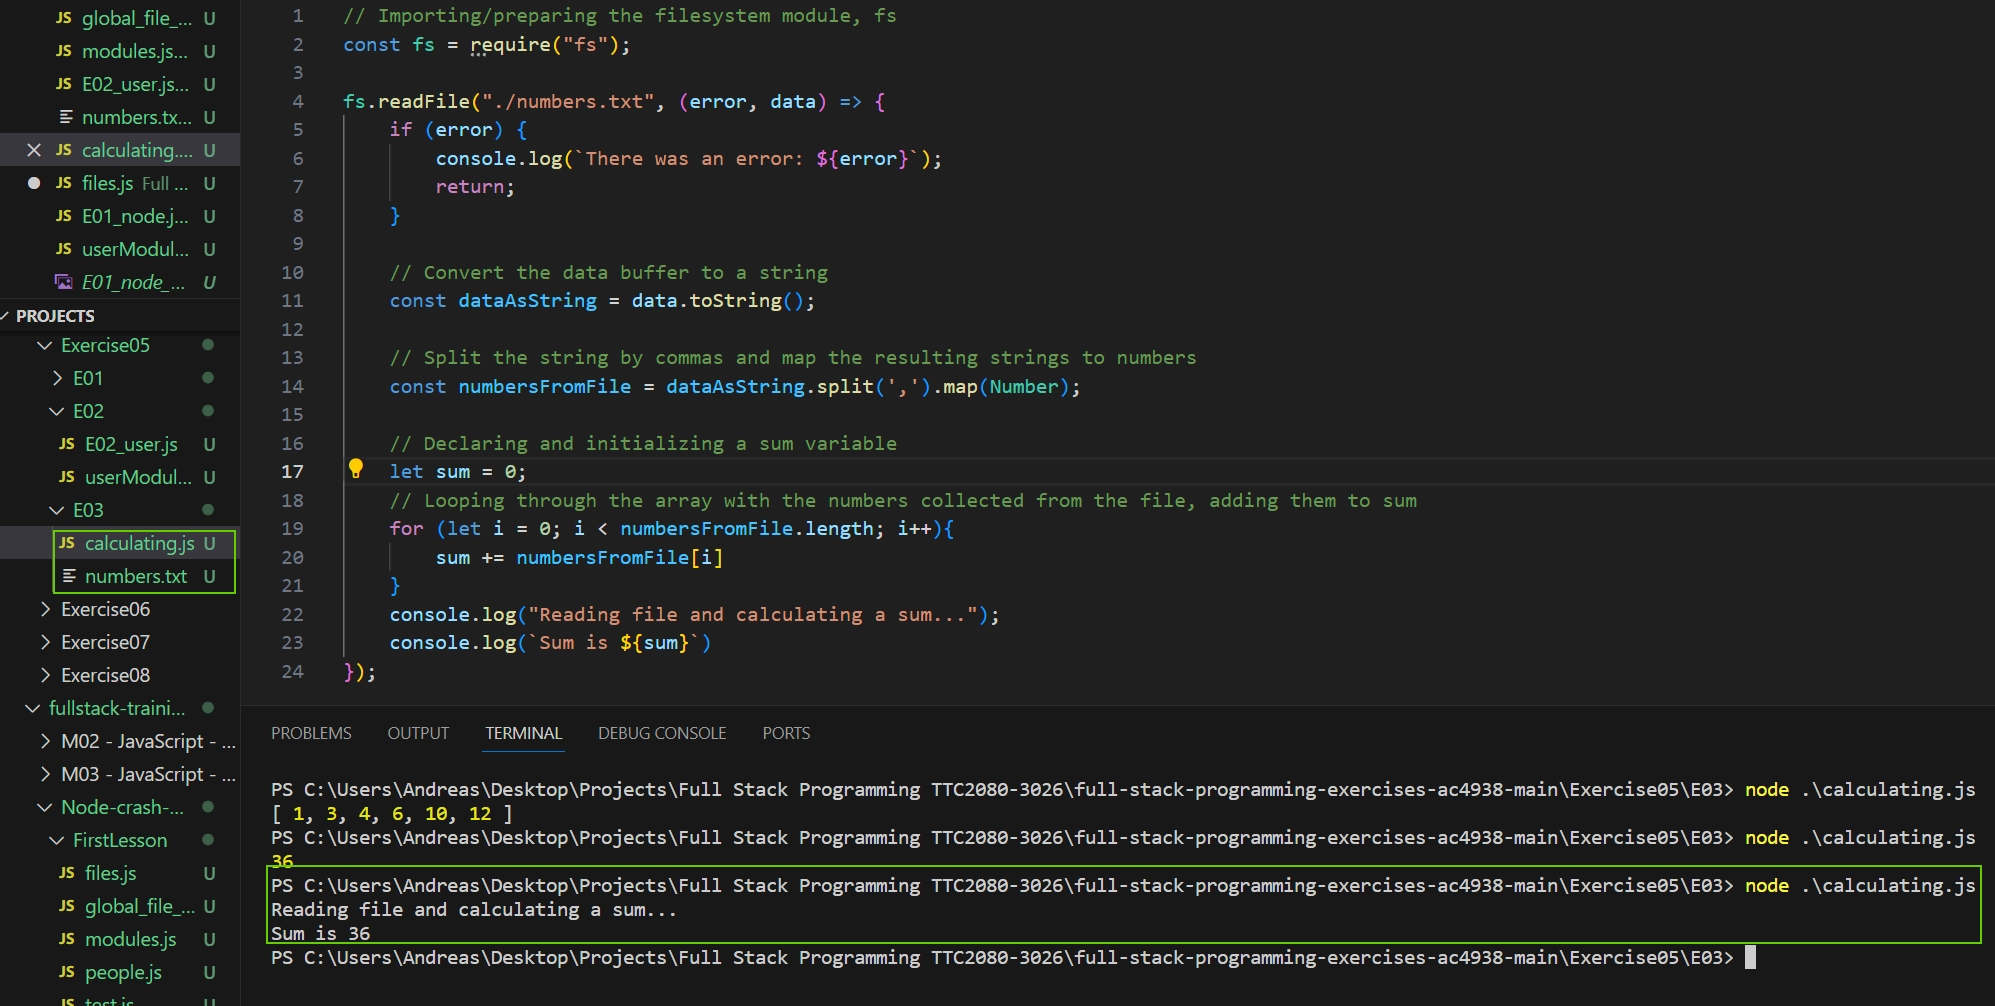 JS global_file_... U
JS modules.js... U
JS E02_user.js... U
numbers.tx... U
JS calculating.... U
JS files.js Full ... U
JS E01_node.j... U
JS userModul... U
E01_node_... U
PROJECTS
Exercise05
E01
E02
JS E02_user.js U
JS userModul... U
E03
JS calculating.js U
numbers.txt U
Exercise06
Exercise07
Exercise08
fullstack-traini...
M02 - JavaScript - ...
M03 - JavaScript - ...
Node-crash-...
FirstLesson
JS files.js U
JS global_file_... U
JS modules.js U
JS people.js U
JS test.js U
1 // Importing/preparing the filesystem module, fs
2 const fs = require("fs");
3
4 fs.readFile("./numbers.txt", (error, data) => {
5 if (error) {
6 console.log(`There was an error: ${error}`);
7 return;
8 }
9
10 // Convert the data buffer to a string
11 const dataAsString = data.toString();
12
13 // Split the string by commas and map the resulting strings to numbers
14 const numbersFromFile = dataAsString.split(',').map(Number);
15
16 // Declaring and initializing a sum variable
17 let sum = 0;
18 // Looping through the array with the numbers collected from the file, adding them to sum
19 for (let i = 0; i < numbersFromFile.length; i++){
20 sum += numbersFromFile[i]
21 }
22 console.log("Reading file and calculating a sum...");
23 console.log(`Sum is ${sum}`)
24 });
PROBLEMS OUTPUT TERMINAL DEBUG CONSOLE PORTS
PS C:\Users\Andreas\Desktop\Projects\Full Stack Programming TTC2080-3026\full-stack-programming-exercises-ac4938-main\Exercise05\E03> node .\calculating.js
[ 1, 3, 4, 6, 10, 12 ]
PS C:\Users\Andreas\Desktop\Projects\Full Stack Programming TTC2080-3026\full-stack-programming-exercises-ac4938-main\Exercise05\E03> node .\calculating.js
36
PS C:\Users\Andreas\Desktop\Projects\Full Stack Programming TTC2080-3026\full-stack-programming-exercises-ac4938-main\Exercise05\E03> node .\calculating.js
Reading file and calculating a sum...
Sum is 36
PS C:\Users\Andreas\Desktop\Projects\Full Stack Programming TTC2080-3026\full-stack-programming-exercises-ac4938-main\Exercise05\E03>